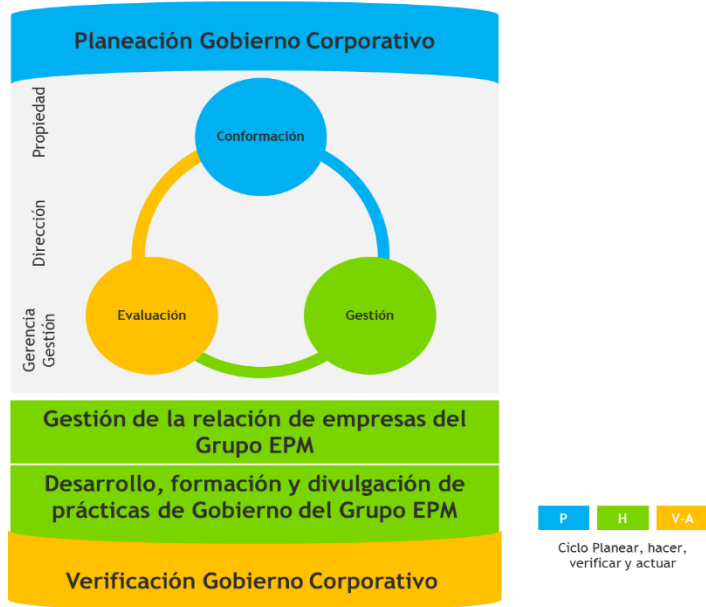 Planeación Gobierno Corporativo
Propiedad
Conformación
Dirección
Evaluación
Gestión
Gerencia
Gestión
Gestión de la relación de empresas del
Grupo EPM
Desarrollo, formación y divulgación de
prácticas de Gobierno del Grupo EPM
Verificación Gobierno Corporativo
P
H
V-A
Ciclo Planear, hacer,
verificar y actuar